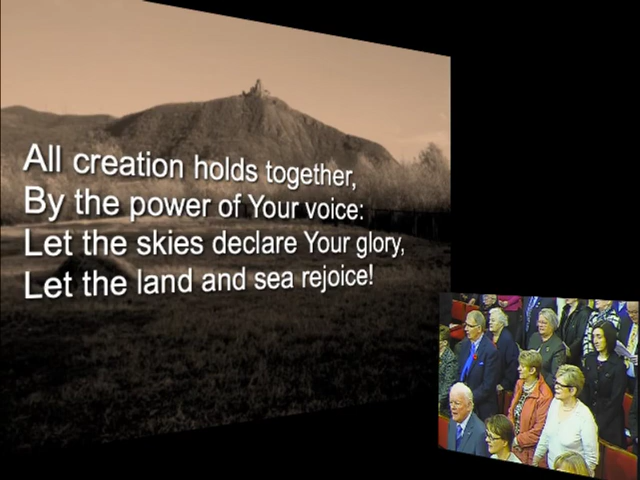 All creation holds together,
By the power of Your voice:
Let the skies declare Your glory,
Let the land and sea rejoice!